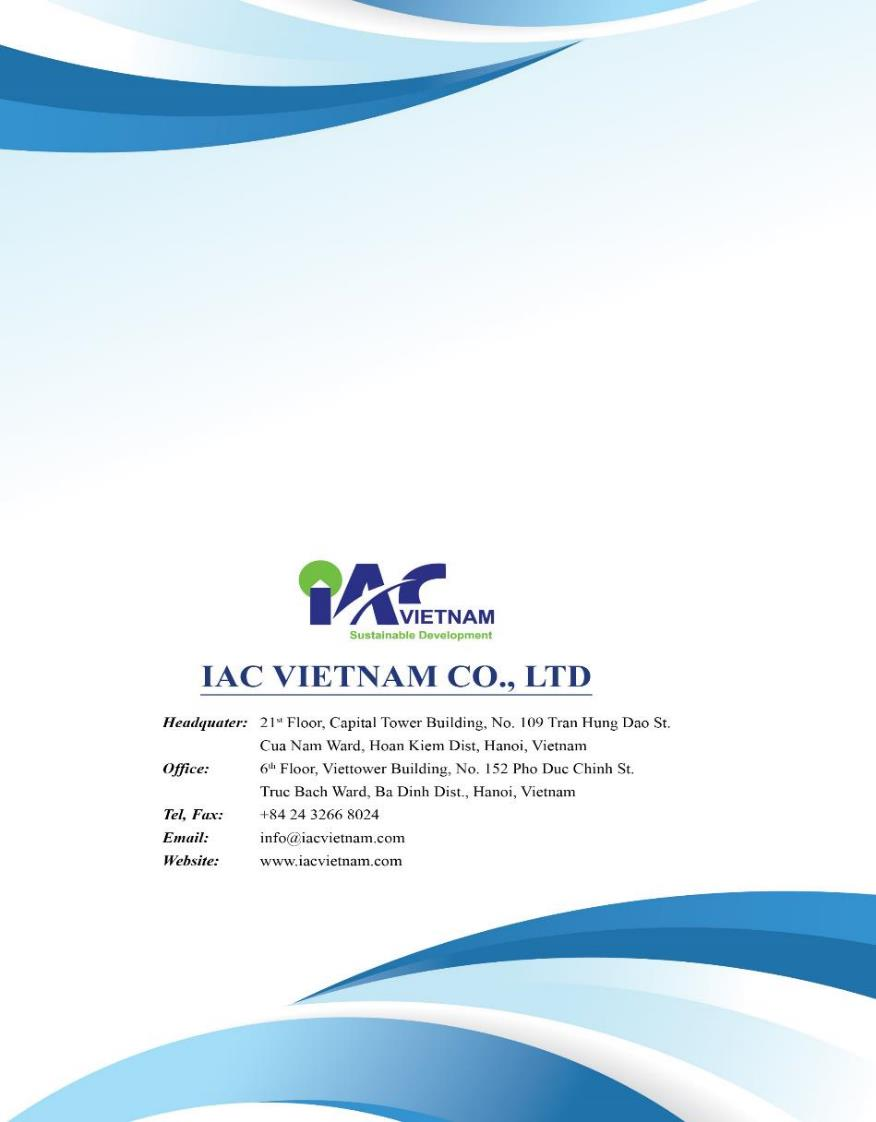 iAC
VIETNAM
Sustainable Development
IAC VIETNAM CO., LTD
Headquater: 21st Floor, Capital Tower Building, No. 109 Tran Hung Dao St.
Cua Nam Ward, Hoan Kiem Dist, Hanoi, Vietnam
Office: 6th Floor, Viettower Building, No. 152 Pho Duc Chinh St.
Truc Bach Ward, Ba Dinh Dist., Hanoi, Vietnam
Tel, Fax: +84 24 3266 8024
Email: info@iacvietnam.com
Website: www.iacvietnam.com